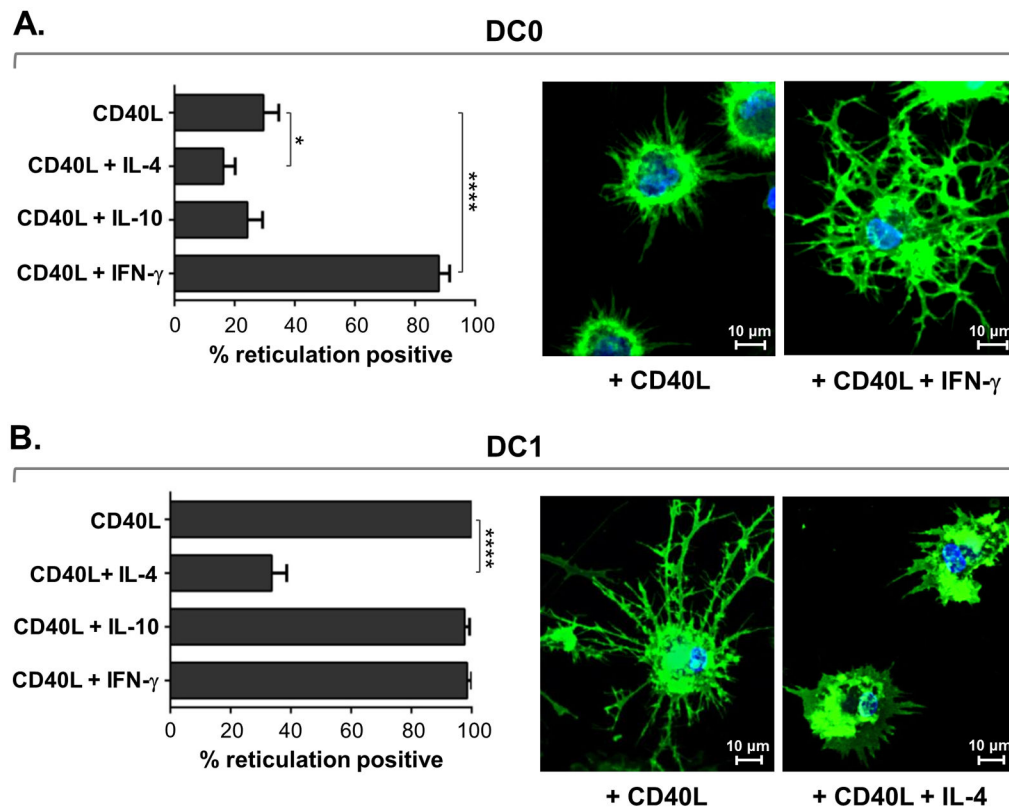 A.
DC0
CD40L
CD40L + IL-4
CD40L + IL-10
CD40L + IFN-γ
*
****
0 20 40 60 80 100
% reticulation positive
10 µm
10 µm
+ CD40L
+ CD40L + IFN-γ
B.
DC1
CD40L
CD40L+ IL-4
CD40L + IL-10
CD40L + IFN-γ
****
0 20 40 60 80 100
% reticulation positive
10 µm
10 µm
+ CD40L
+ CD40L + IL-4